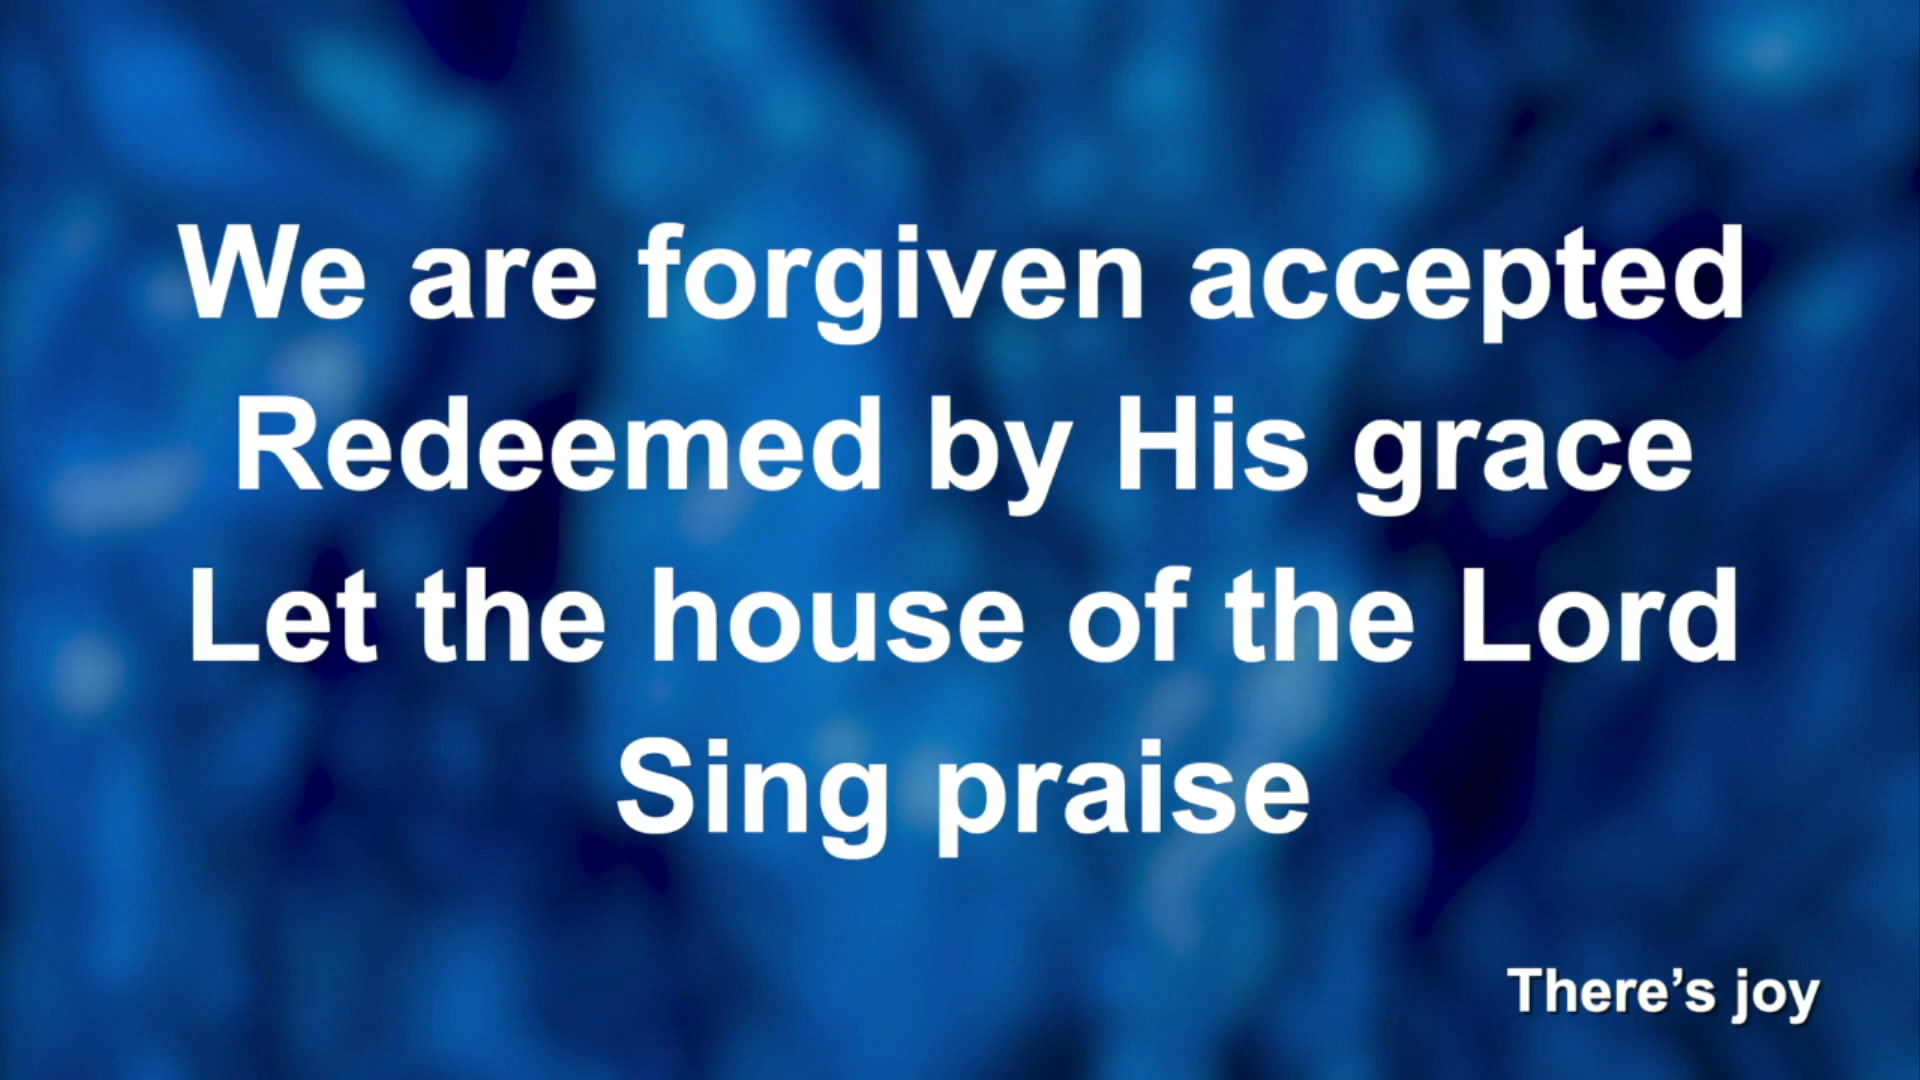 We are forgiven accepted
Redeemed by His grace
Let the house of the Lord
Sing praise
There’s joy